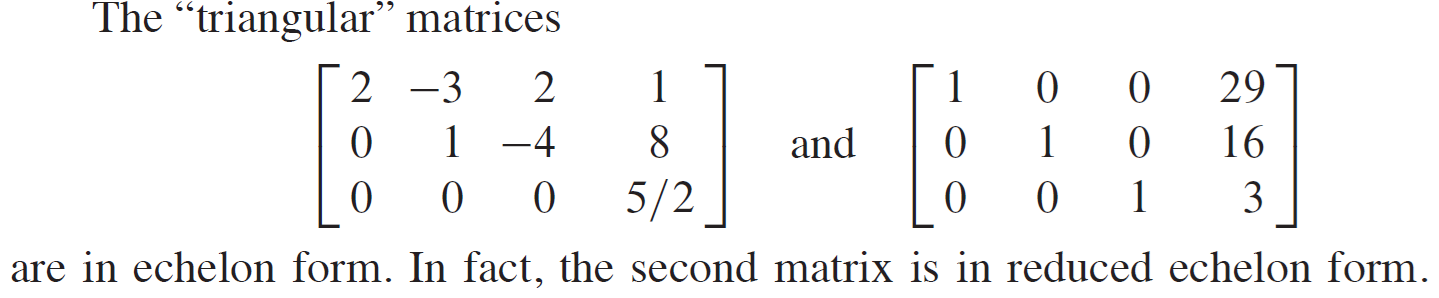 The “triangular” matrices
2 −3 2 1 1 0 0 29
0 1 −4 8 and 0 1 0 16
0 0 0 5/2 0 0 1 3
are in echelon form. In fact, the second matrix is in reduced echelon form.